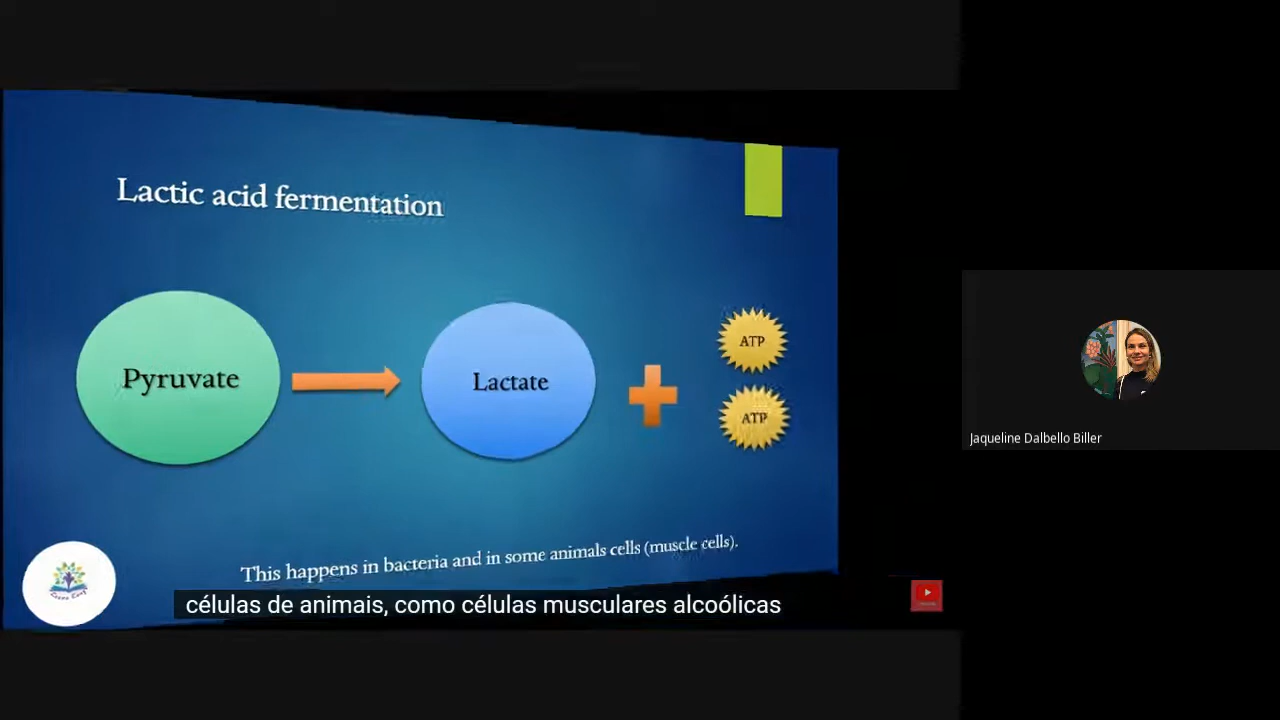 Lactic acid fermentation
Pyruvate
Lactate
ATP
ATP
This happens in bacteria and in some animals cells (muscle cells).
células de animais, como células musculares alcoólicas
Jaqueline Dalbello Biller